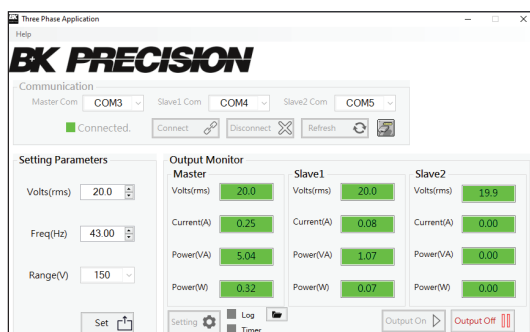 Three Phase Application
Help
BK PRECISION
Communication
Master Com COM3 Slave1 Com COM4 Slave2 Com COM5
Connected. Connect Disconnect Refresh
Setting Parameters
Volts(rms) 20.0
Freq(Hz) 43.00
Range(V) 150
Set
Output Monitor
Master Slave1 Slave2
Volts(rms) 20.0 Volts(rms) 20.0 Volts(rms) 19.9
Current(A) 0.25 Current(A) 0.08 Current(A) 0.00
Power(VA) 5.04 Power(VA) 1.07 Power(VA) 0.00
Power(W) 0.32 Power(W) 0.07 Power(W) 0.00
Setting Log Output On Output Off
Timer